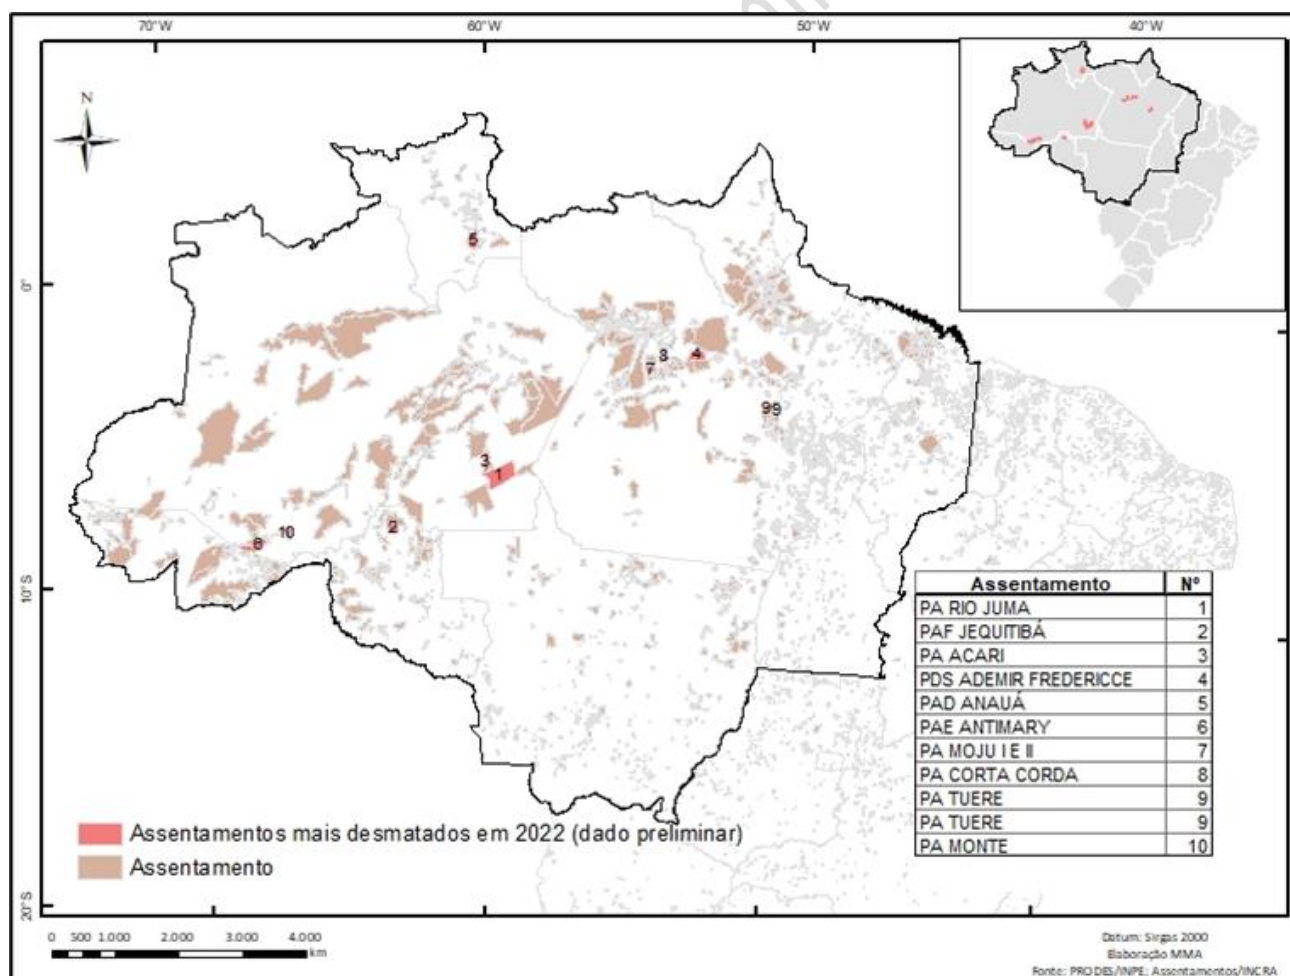 70°W 60°W 50°W 40°W
N
0°
10°S
20°S
5
8
4
7
9 9
3
1
2
10
6
Assentamento Nº
PA RIO JUMA 1
PAF JEQUITIBÁ 2
PA ACARI 3
PDS ADEMIR FREDERICCE 4
PAD ANAUÁ 5
PAE ANTIMARY 6
PA MOJU I E II 7
PA CORTA CORDA 8
PA TUERE 9
PA TUERE 9
PA MONTE 10
Assentamentos mais desmatados em 2022 (dado preliminar)
Assentamento
0 500 1.000 2.000 3.000 4.000
km
Datum: Sirgas 2000
Elaboração MMA
Fonte: PRODES/INPE; Assentamentos/INCRA